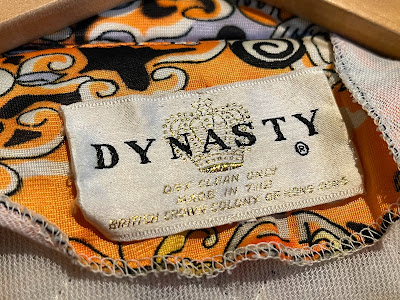 DYNASTY ®
DRY CLEAN ONLY
MADE IN THE
BRITISH CROWN COLONY OF HONG KONG